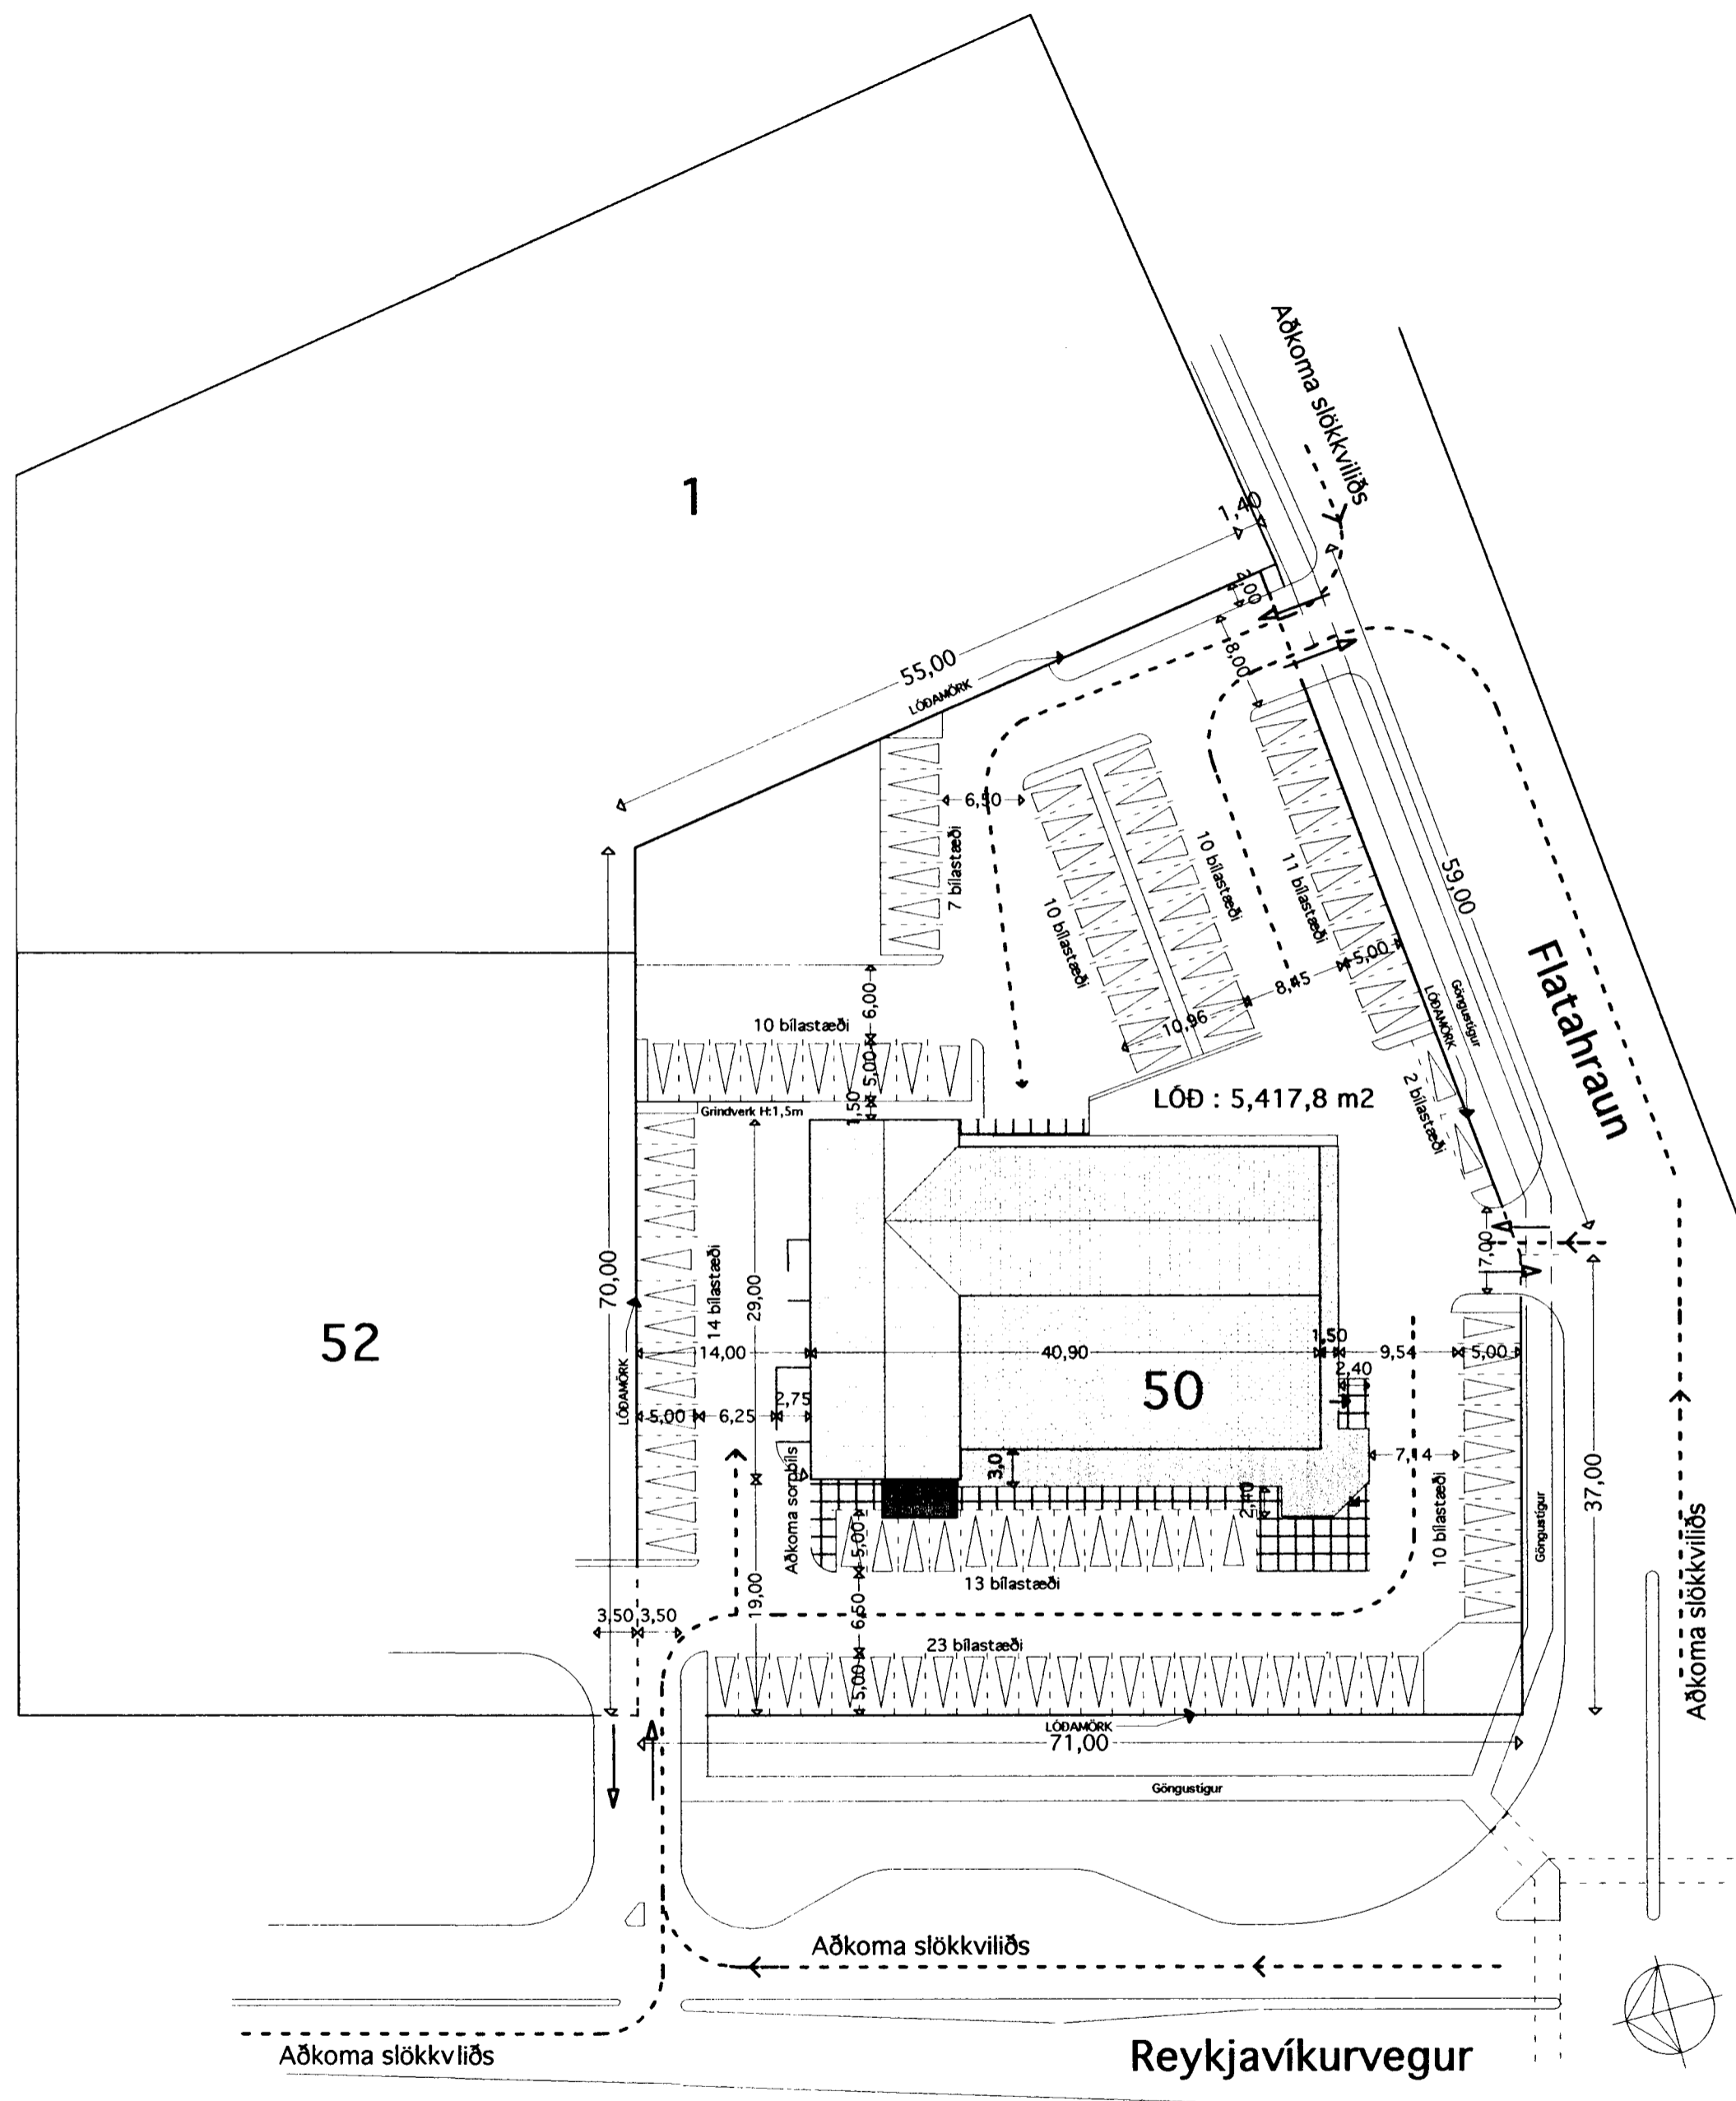 Aðkoma slökkviliðs
1
1,40
2,00
55,00
LÓÐAMÖRK
8,00
6,50
7 bílastæði
10 bílastæði
10 bílastæði
11 bílastæði
59,00
5,00
8,45
10,96
Göngustígur
LÓÐAMÖRK
Flatahraun
6,00
10 bílastæði
5,00
1,50
Grindverk H:1,5m
LÓÐ : 5,417,8 m2
2 bílastæði
7,00
70,00
14 bílastæði
29,00
52
14,00
40,90
1,50
9,54
5,00
2,40
50
LÓÐAMÖRK
5,00
6,25
2,75
3,0
7,14
37,00
Aðkoma sorpbíls
2,40
10 bílastæði
Göngustígur
Aðkoma slökkviliðs
5,00
13 bílastæði
19,00
6,50
3,50
3,50
23 bílastæði
5,00
LÓÐAMÖRK
71,00
Göngustígur
Aðkoma slökkviliðs
Aðkoma slökkvliðs
Reykjavíkurvegur